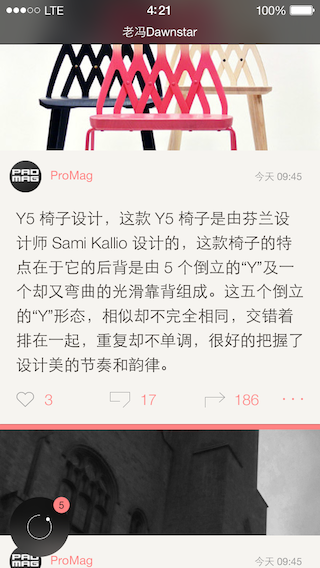 LTE 4:21 100%
老冯Dawnstar
PRO MAG ProMag 今天 09:45
Y5 椅子设计，这款 Y5 椅子是由芬兰设
计师 Sami Kallio 设计的，这款椅子的特
点在于它的后背是由 5 个倒立的“Y”及一
个却又弯曲的光滑靠背组成。这五个倒立
的“Y”形态，相似却不完全相同，交错着
排在一起，重复却不单调，很好的把握了
设计美的节奏和韵律。
3 17 186
5
PRO MAG ProMag 今天 09:45